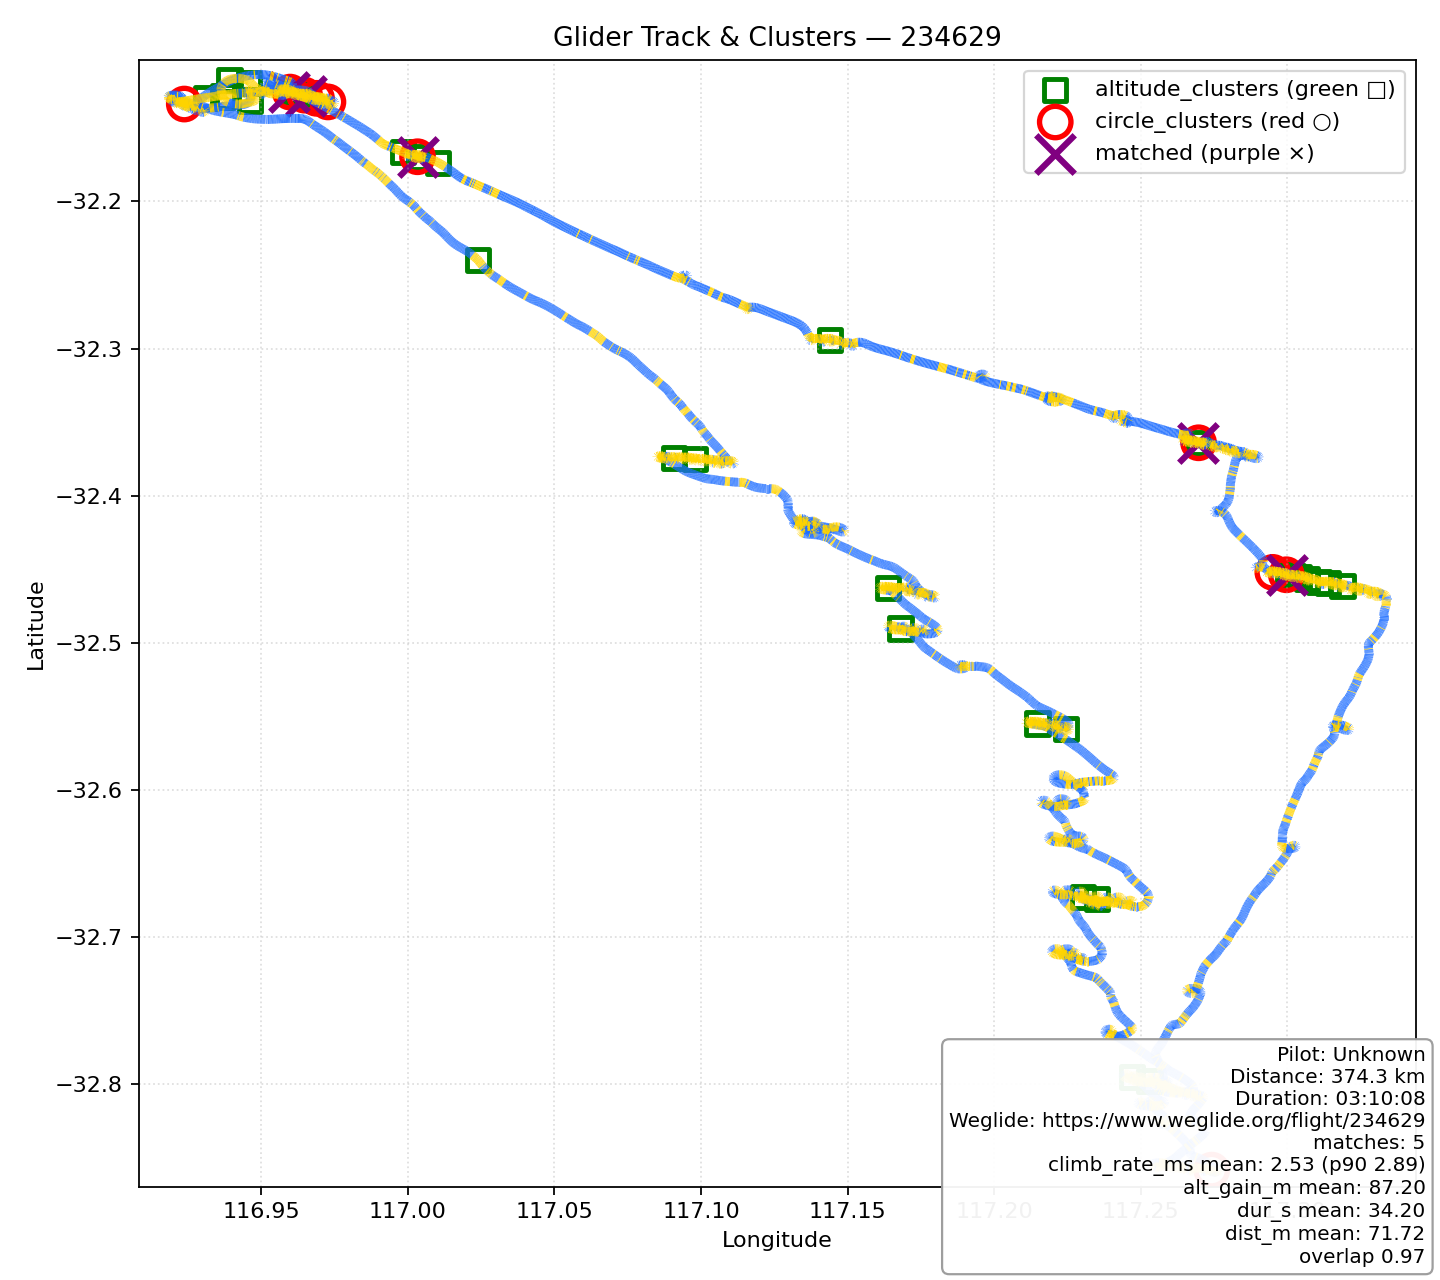 Glider Track & Clusters — 234629
altitude_clusters (green □)
circle_clusters (red ○)
matched (purple ×)
Latitude
−32.2
−32.3
−32.4
−32.5
−32.6
−32.7
−32.8
116.95
117.00
117.05
117.10
117.15
117.20
117.25
Longitude
Pilot: Unknown
Distance: 374.3 km
Duration: 03:10:08
Weglide: https://www.weglide.org/flight/234629
matches: 5
climb_rate_ms mean: 2.53 (p90 2.89)
alt_gain_m mean: 87.20
dur_s mean: 34.20
dist_m mean: 71.72
overlap 0.97